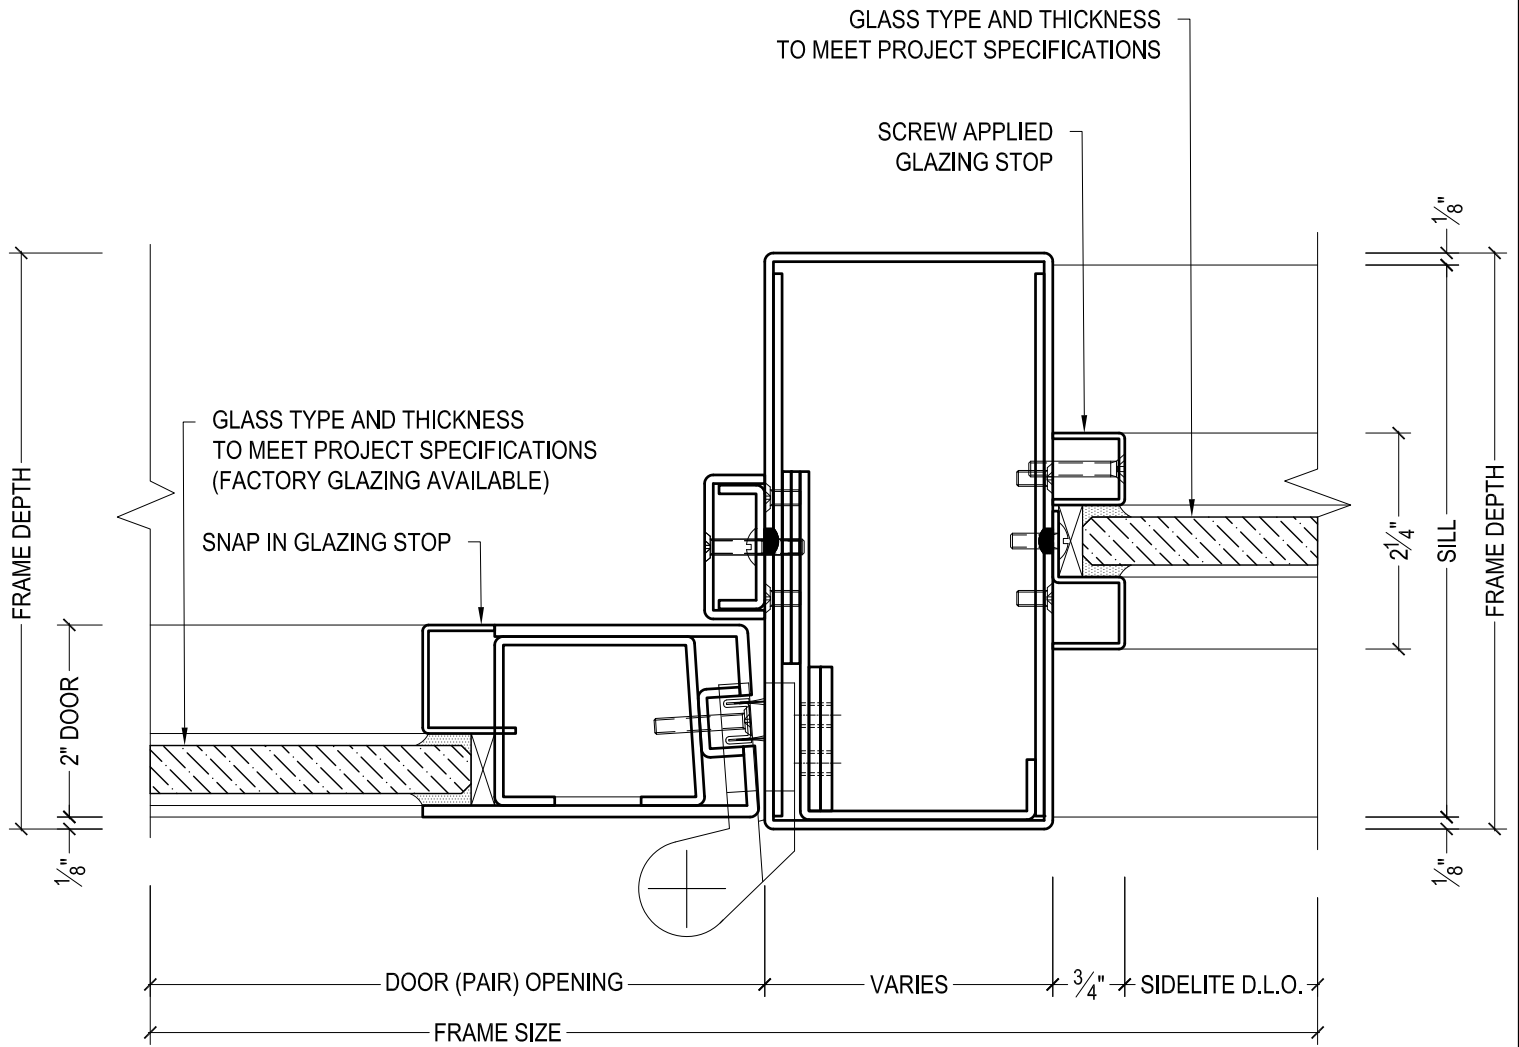 GLASS TYPE AND THICKNESS
TO MEET PROJECT SPECIFICATIONS
SCREW APPLIED
GLAZING STOP
GLASS TYPE AND THICKNESS
TO MEET PROJECT SPECIFICATIONS
(FACTORY GLAZING AVAILABLE)
SNAP IN GLAZING STOP
FRAME DEPTH
2" DOOR
1/8"
1/8"
2 1/4"
SILL
FRAME DEPTH
1/8"
DOOR (PAIR) OPENING
VARIES
3/4"
SIDELITE D.L.O.
FRAME SIZE